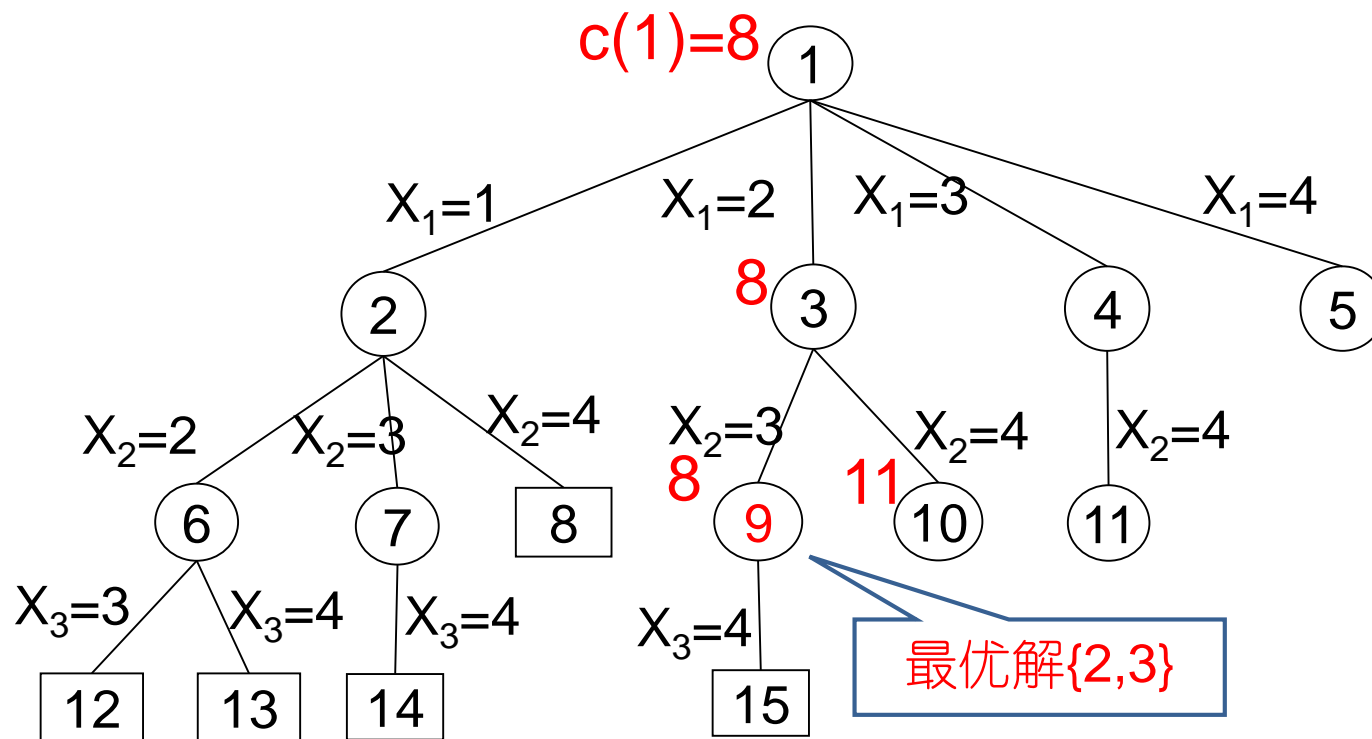 c(1)=8
1
X₁=1
X₁=2
X₁=3
X₁=4
2
8
3
4
5
X₂=2
X₂=3
X₂=4
X₂=3
X₂=4
X₂=4
6
7
8
8
9
11
10
11
X₃=3
X₃=4
X₃=4
X₃=4
最优解{2,3}
12
13
14
15